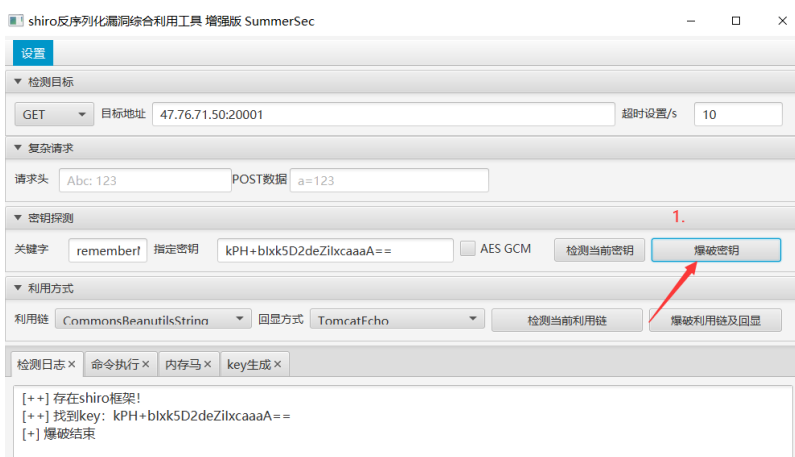 shiro反序列化漏洞综合利用工具 增强版 SummerSec
设置
检测目标
GET 目标地址 47.76.71.50:20001 超时设置/s 10
复杂请求
请求头 Abc: 123 POST数据 a=123
密钥探测
1.
关键字 rememberM 指定密钥 kPH+bIxk5D2deZiIxcaaaA== AES GCM 检测当前密钥 爆破密钥
利用方式
利用链 CommonsBeanutilsString 回显方式 TomcatEcho 检测当前利用链 爆破利用链及回显
检测日志× 命令执行× 内存马× key生成×
[++] 存在shiro框架!
[++] 找到key：kPH+bIxk5D2deZiIxcaaaA==
[+] 爆破结束